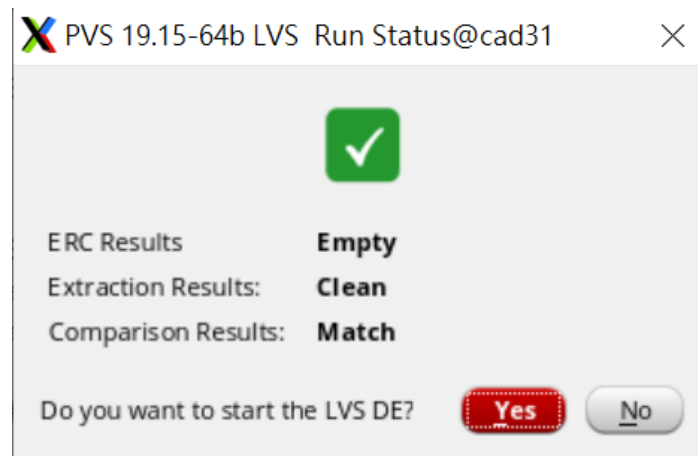 PVS 19.15-64b LVS Run Status@cad31
ERC Results Empty
Extraction Results: Clean
Comparison Results: Match
Do you want to start the LVS DE? Yes No